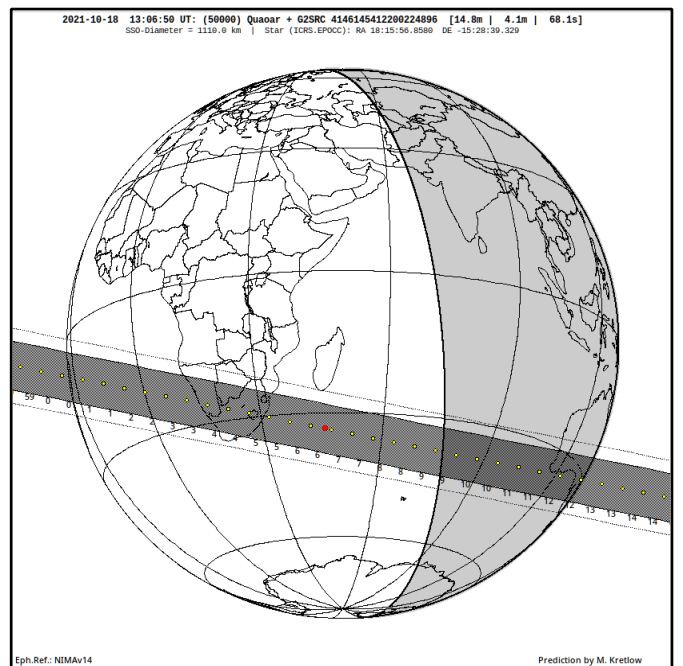 2021-10-18 13:06:50 UT: (50000) Quaoar + G2SRC 4146145412200224896 [14.8m | 4.1m | 68.1s]
SSO-Diameter = 1110.0 km | Star (ICRS.EPOCC): RA 18:15:56.8580 DE -15:28:39.329
59 0 0 1 1 2 2 3 3 4 4 5 5 6 6 7 7 8 8 9 9 10 10 11 11 12 12 13 13 14 14
Eph.Ref.: NIMAv14
Prediction by M. Kretlow